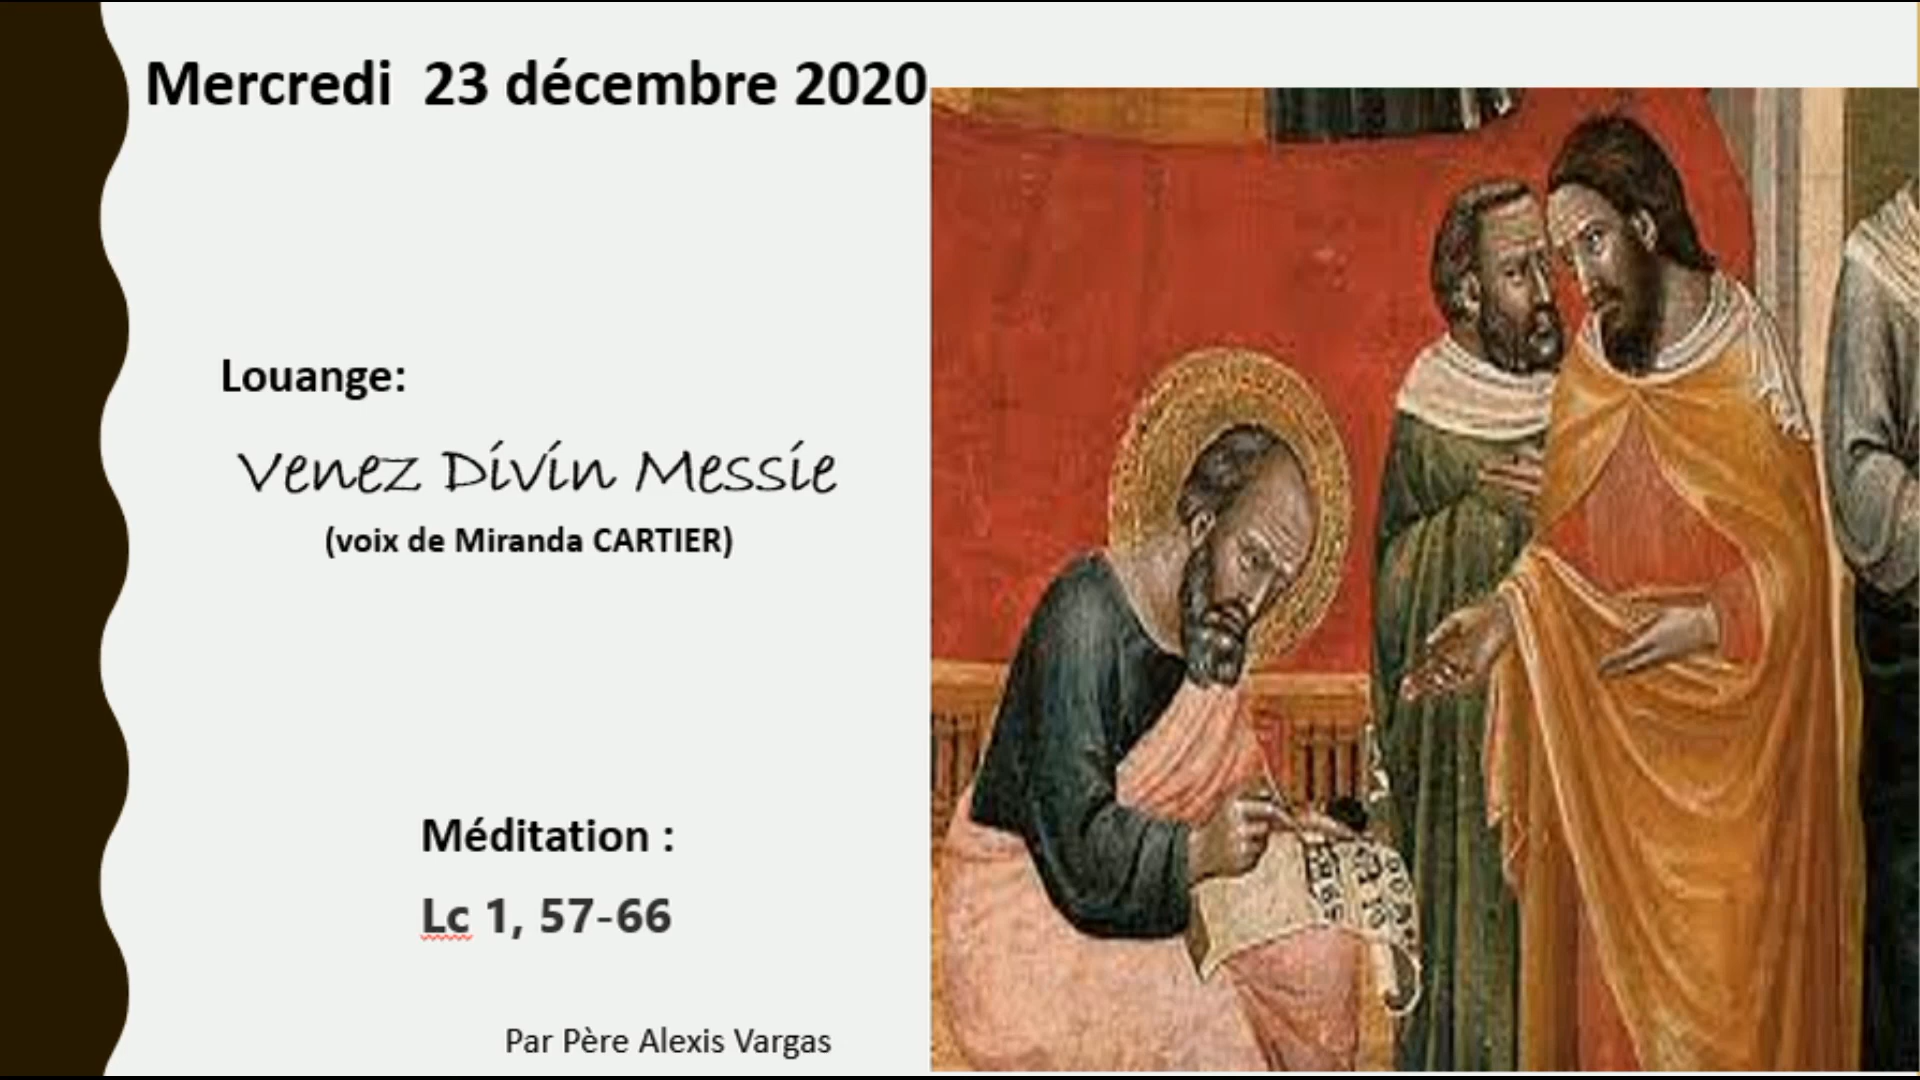 Mercredi  23 décembre 2020
Louange:
Venez Divin Messie
(voix de Miranda CARTIER)
Méditation :
Lc 1, 57-66
Par Père Alexis Vargas